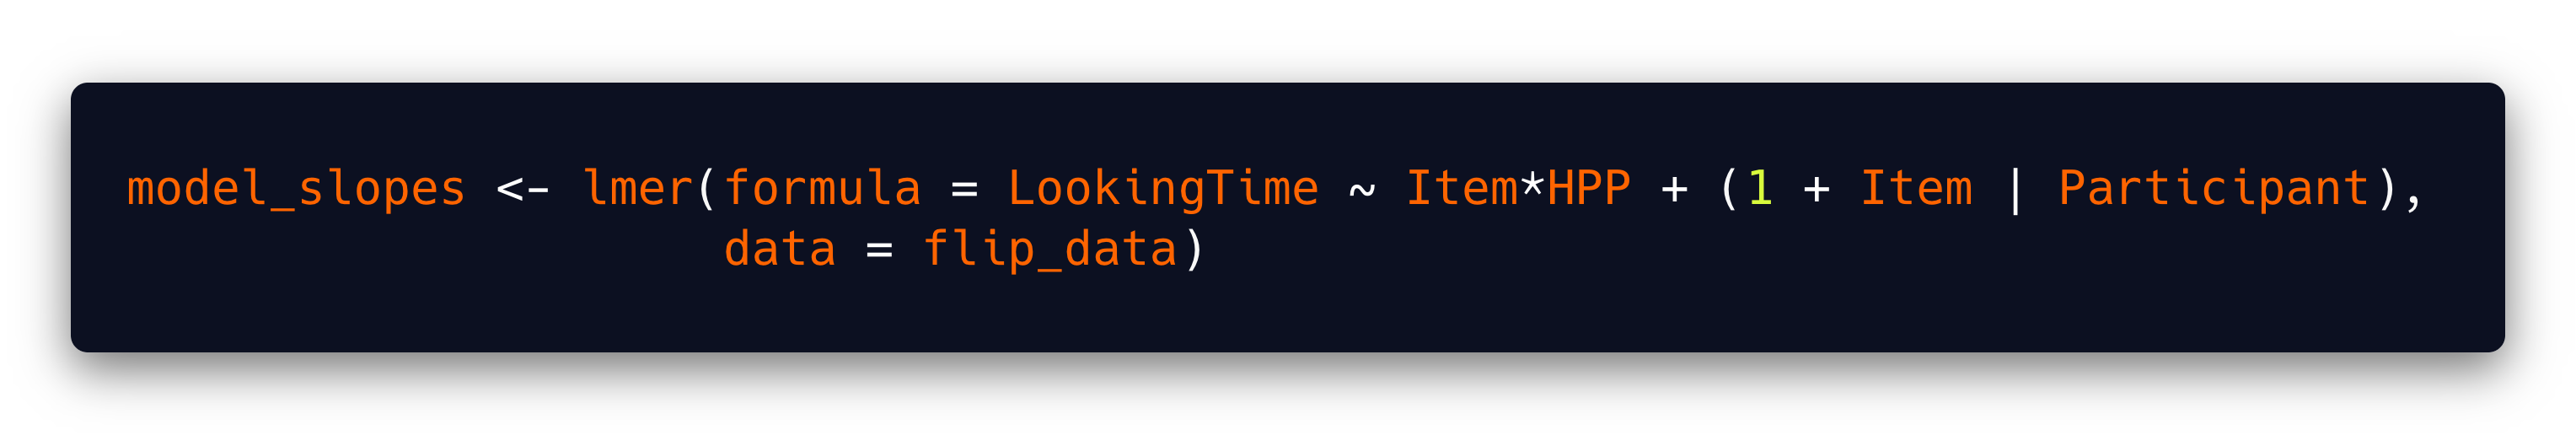 model_slopes <- lmer(formula = LookingTime ~ Item*HPP + (1 + Item | Participant),
                     data = flip_data)